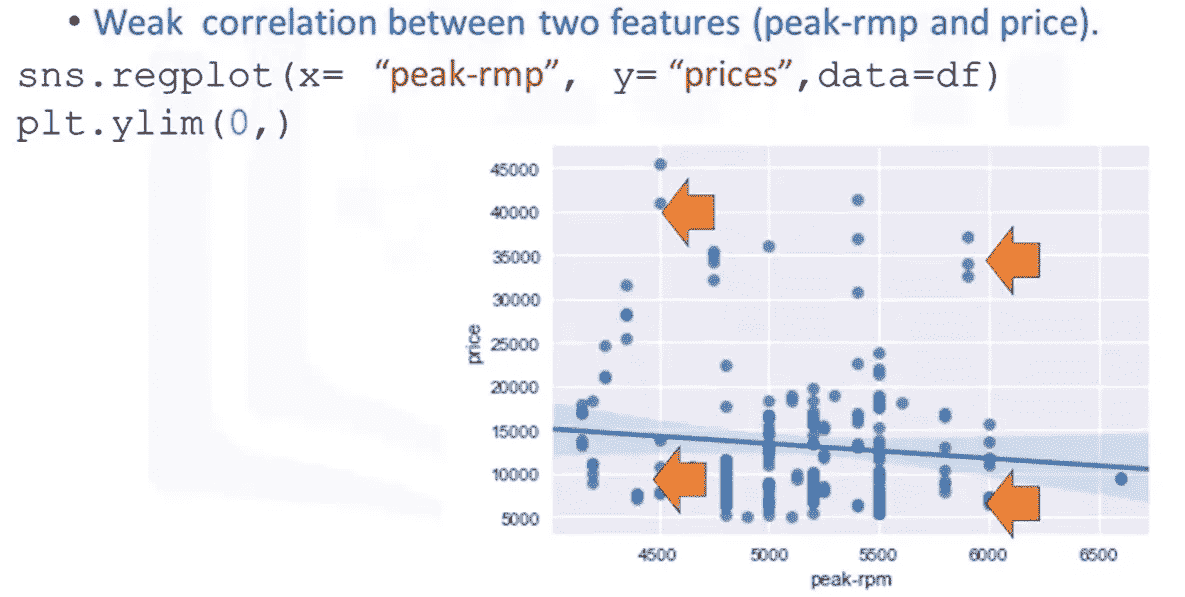 • Weak correlation between two features (peak-rmp and price).
sns.regplot(x= “peak-rmp”, y= “prices”, data=df)
plt.ylim(0,)
45000
40000
35000
30000
25000
20000
15000
10000
5000
price
4500 5000 5500 6000 6500
peak-rpm